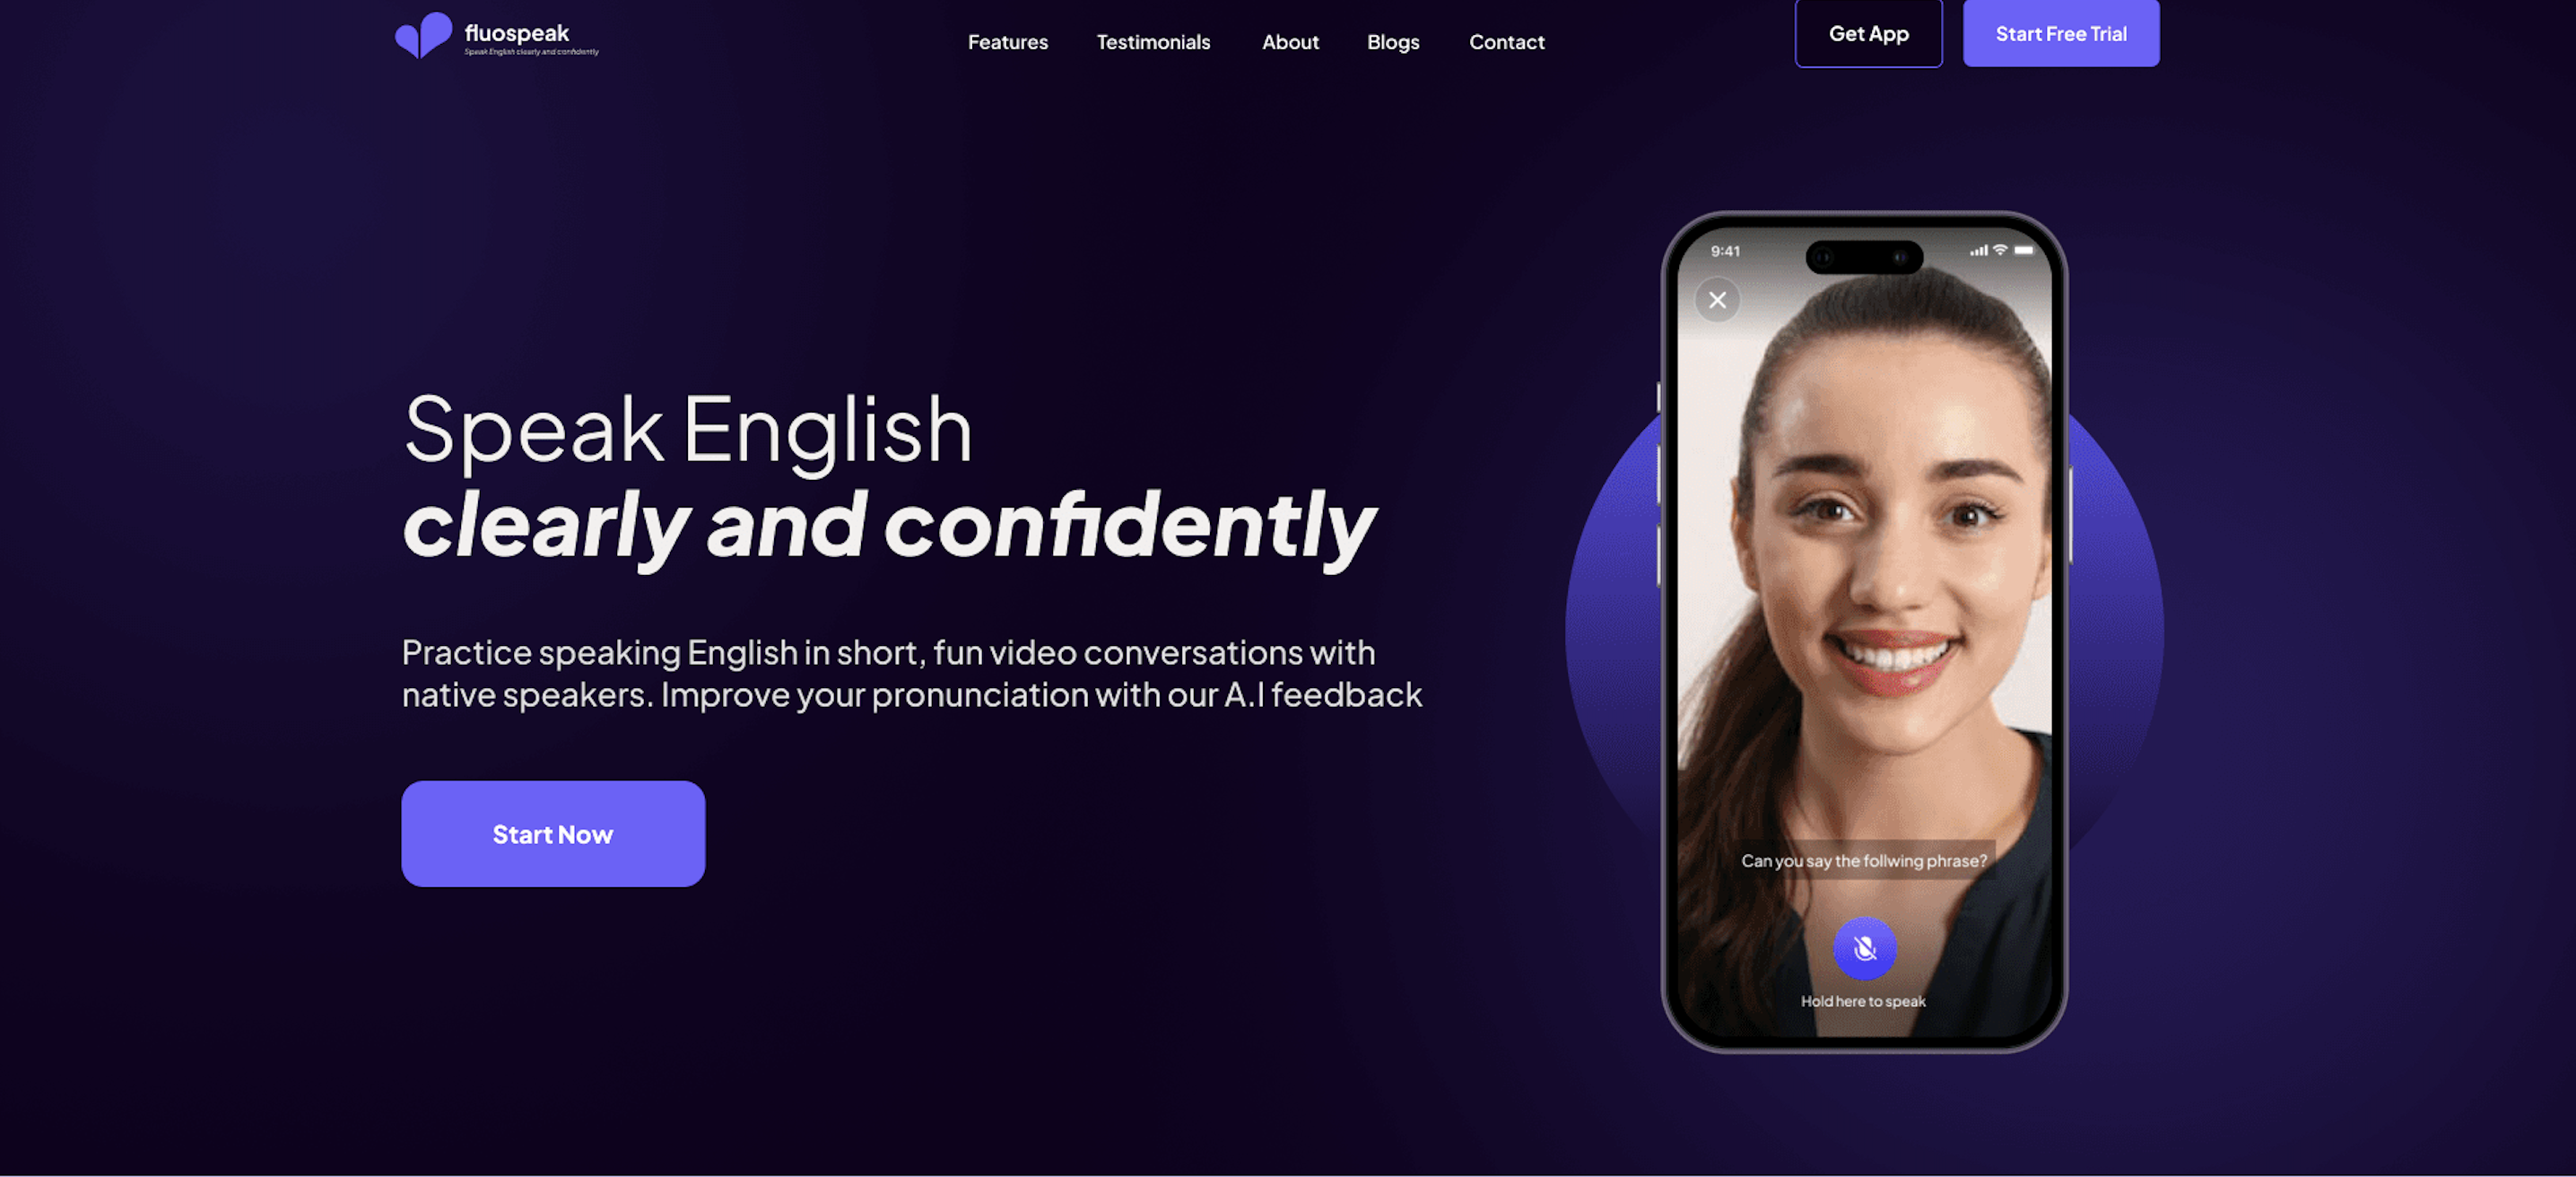 fluospeak
Speak English clearly and confidently
Features
Testimonials
About
Blogs
Contact
Get App
Start Free Trial
Speak English
clearly and confidently
Practice speaking English in short, fun video conversations with
native speakers. Improve your pronunciation with our A.I feedback
Start Now
9:41
Can you say the follwing phrase?
Hold here to speak